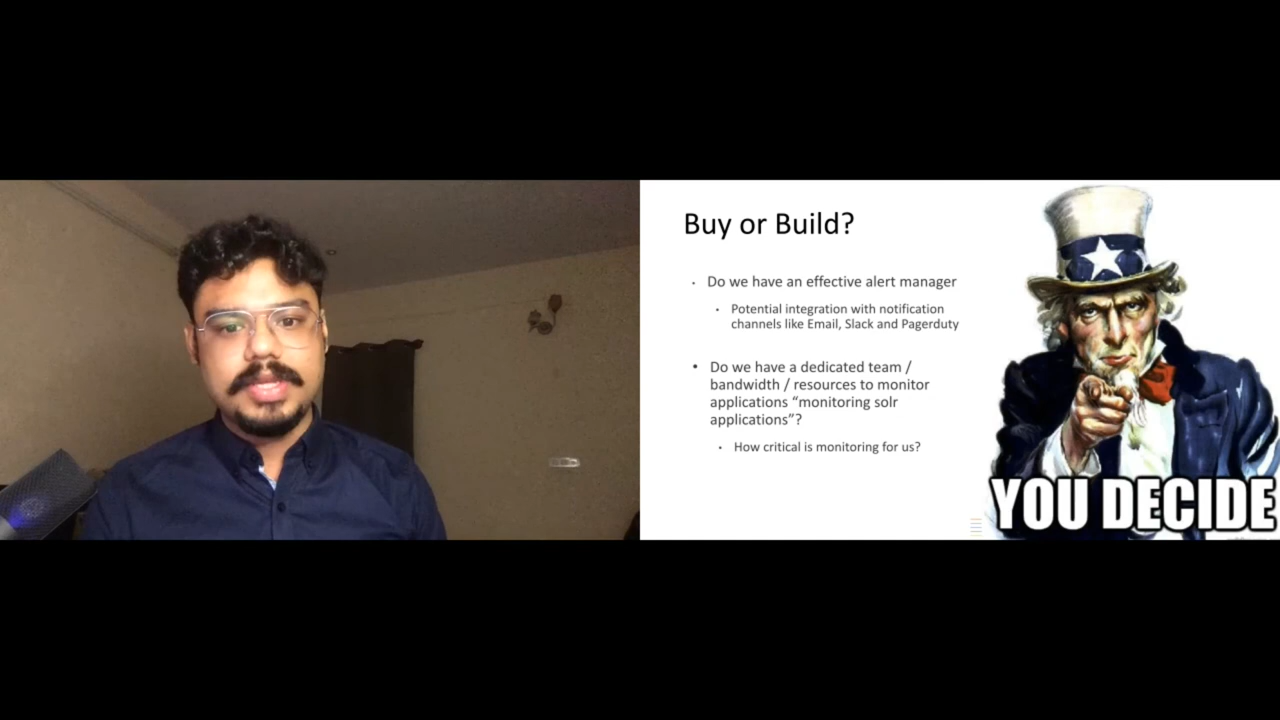 Buy or Build?
Do we have an effective alert manager
Potential integration with notification
channels like Email, Slack and Pagerduty
Do we have a dedicated team /
bandwidth / resources to monitor
applications “monitoring solr
applications”?
How critical is monitoring for us?
YOU DECIDE